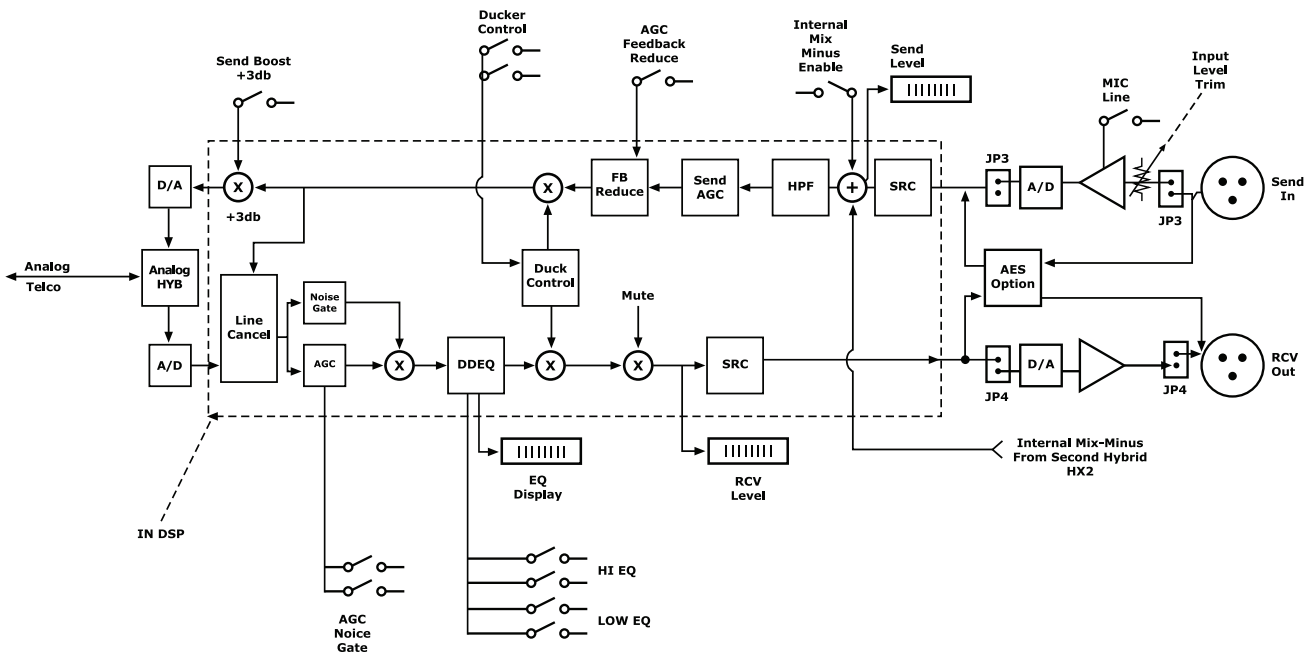 Ducker
Control
Send Boost
+3db
AGC
Feedback
Reduce
Internal
Mix
Minus
Enable
Send
Level
MIC
Line
Input
Level
Trim
D/A
X
+3db
X
FB
Reduce
Send
AGC
HPF
+
SRC
JP3
A/D
JP3
Send
In
Analog
Telco
Analog
HYB
Line
Cancel
Noise
Gate
Duck
Control
Mute
AES
Option
A/D
AGC
X
DDEQ
X
X
SRC
JP4
D/A
JP4
RCV
Out
EQ
Display
RCV
Level
Internal Mix-Minus
From Second Hybrid
HX2
IN DSP
HI EQ
LOW EQ
AGC
Noice
Gate